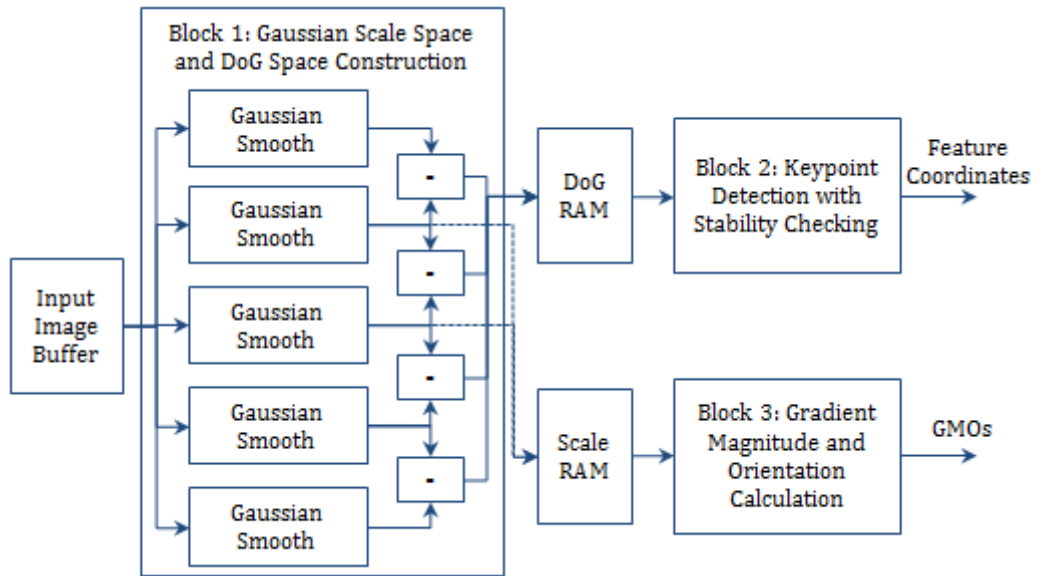 Block 1: Gaussian Scale Space
and DoG Space Construction
Gaussian
Smooth
-
Gaussian
Smooth
-
Gaussian
Smooth
-
Gaussian
Smooth
-
Gaussian
Smooth
Input
Image
Buffer
DoG
RAM
Block 2: Keypoint
Detection with
Stability Checking
Feature
Coordinates
Scale
RAM
Block 3: Gradient
Magnitude and
Orientation
Calculation
GMOs